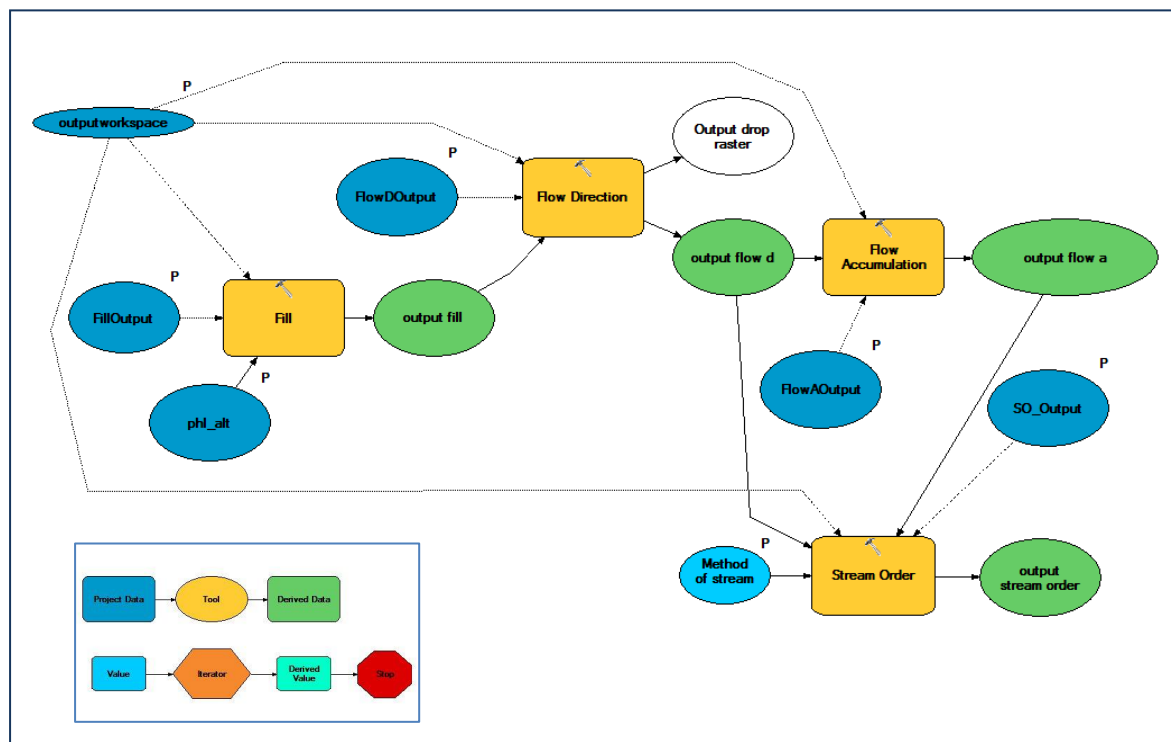 P
outputworkspace
Output drop
raster
P
FlowDOutput
Flow Direction
output flow d
Flow
Accumulation
output flow a
P
FillOutput
Fill
output fill
P
phl_alt
P
FlowAOutput
P
SO_Output
P
Method
of stream
Stream Order
output
stream order
Project Data
Tool
Derived Data
Value
Iterator
Derived
Value
Stop